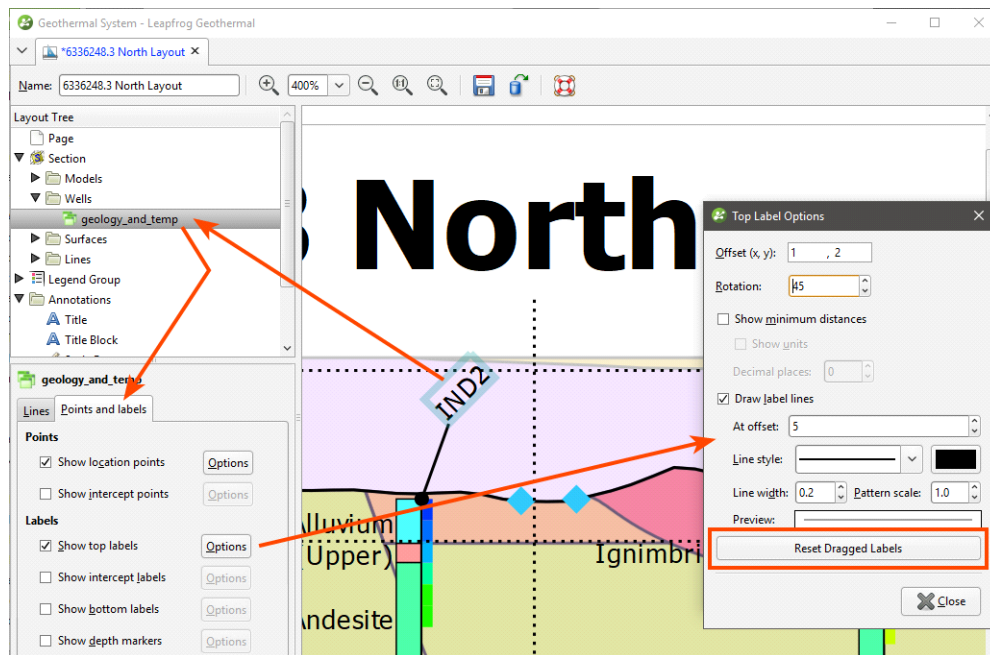 Geothermal System - Leapfrog Geothermal
*6336248.3 North Layout
Name: 6336248.3 North Layout
400%
Layout Tree
Page
Section
Models
Wells
geology_and_temp
Surfaces
Lines
Legend Group
Annotations
Title
Title Block
geology_and_temp
Lines
Points and labels
Points
Show location points
Options
Show intercept points
Options
Labels
Show top labels
Options
Show intercept labels
Options
Show bottom labels
Options
Show depth markers
Options
3 North
IND2
Alluvium
(Upper)
Ignimbri
Andesite
Top Label Options
Offset (x, y): 1 , 2
Rotation: 45
Show minimum distances
Show units
Decimal places: 0
Draw label lines
At offset: 5
Line style:
Line width: 0.2 Pattern scale: 1.0
Preview:
Reset Dragged Labels
Close